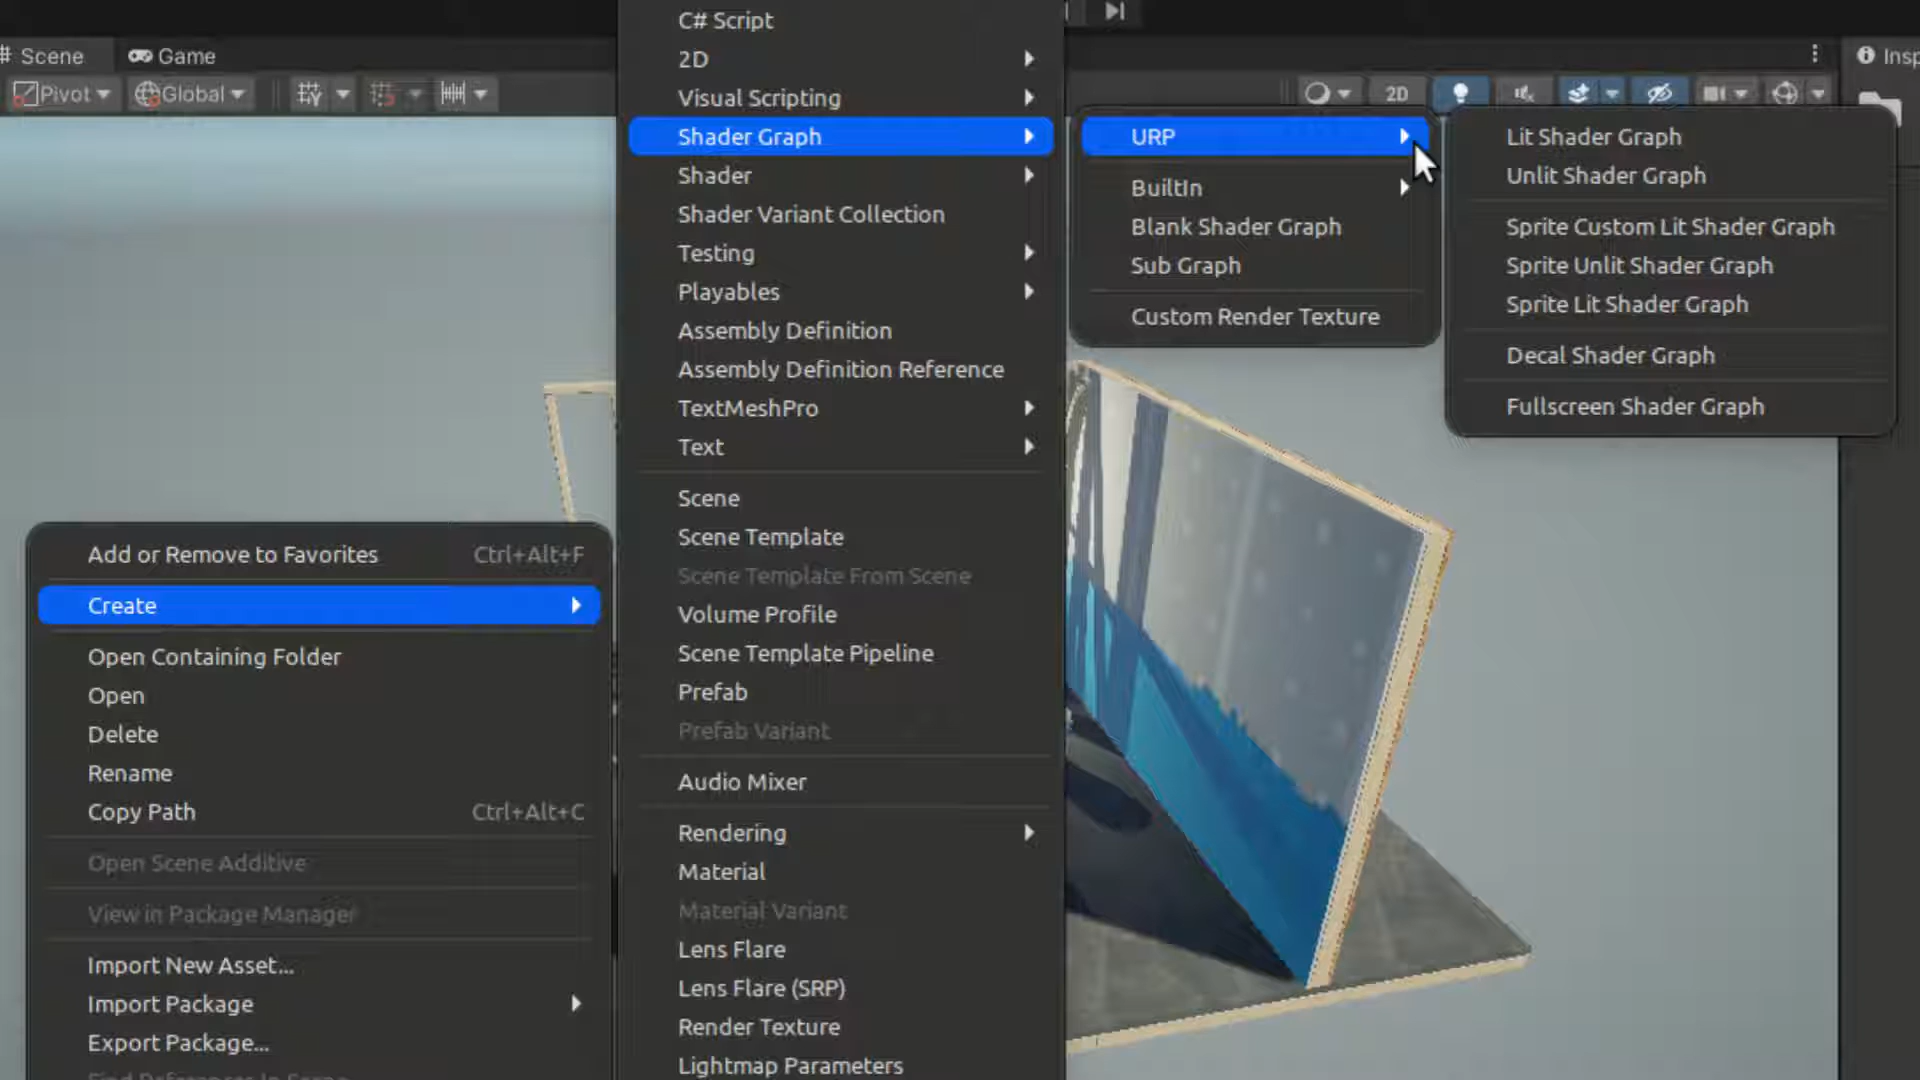 Scene
Game
Insp
Pivot
Global
2D
Add or Remove to Favorites Ctrl+Alt+F
Create
Open Containing Folder
Open
Delete
Rename
Copy Path Ctrl+Alt+C
Open Scene Additive
View in Package Manager
Import New Asset...
Import Package
Export Package...
C# Script
2D
Visual Scripting
Shader Graph
Shader
Shader Variant Collection
Testing
Playables
Assembly Definition
Assembly Definition Reference
TextMeshPro
Text
Scene
Scene Template
Scene Template From Scene
Volume Profile
Scene Template Pipeline
Prefab
Prefab Variant
Audio Mixer
Rendering
Material
Material Variant
Lens Flare
Lens Flare (SRP)
Render Texture
Lightmap Parameters
URP
BuiltIn
Blank Shader Graph
Sub Graph
Custom Render Texture
Lit Shader Graph
Unlit Shader Graph
Sprite Custom Lit Shader Graph
Sprite Unlit Shader Graph
Sprite Lit Shader Graph
Decal Shader Graph
Fullscreen Shader Graph